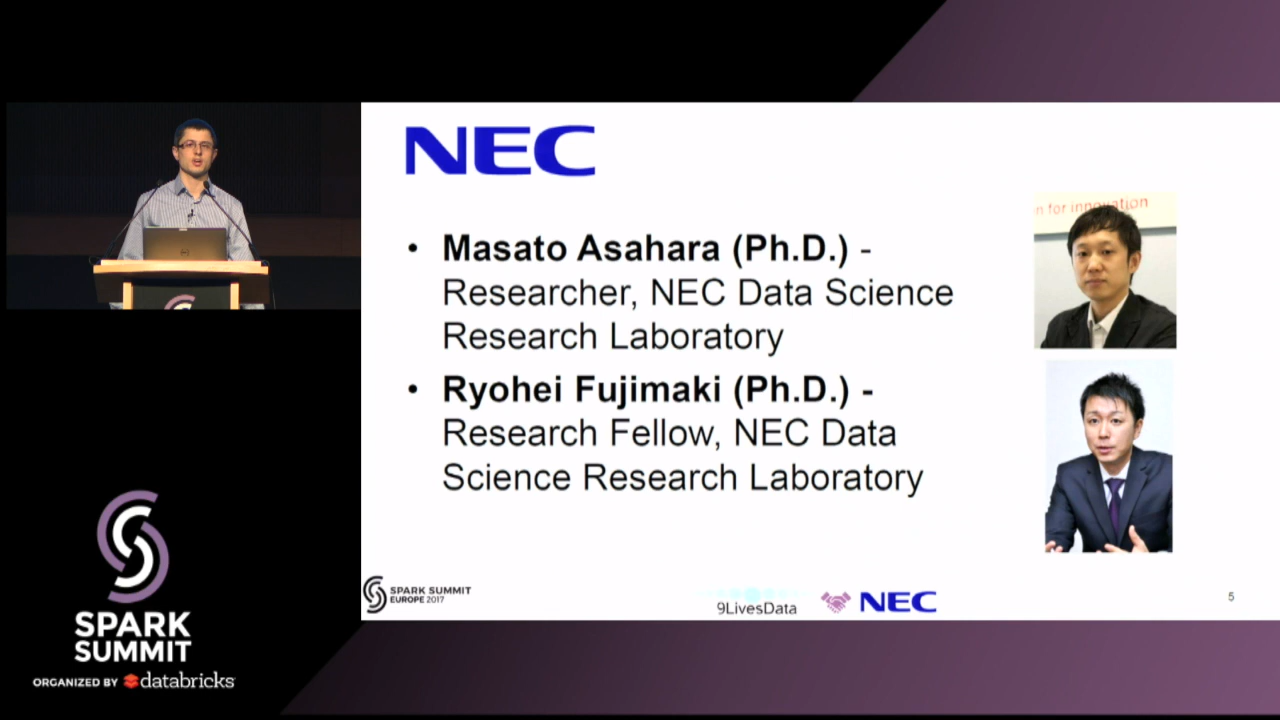 NEC
• Masato Asahara (Ph.D.) -
Researcher, NEC Data Science
Research Laboratory
• Ryohei Fujimaki (Ph.D.) -
Research Fellow, NEC Data
Science Research Laboratory
n for innovation
SPARK SUMMIT
EUROPE 2017
9LivesData
NEC
5
SPARK
SUMMIT
ORGANIZED BY databricks